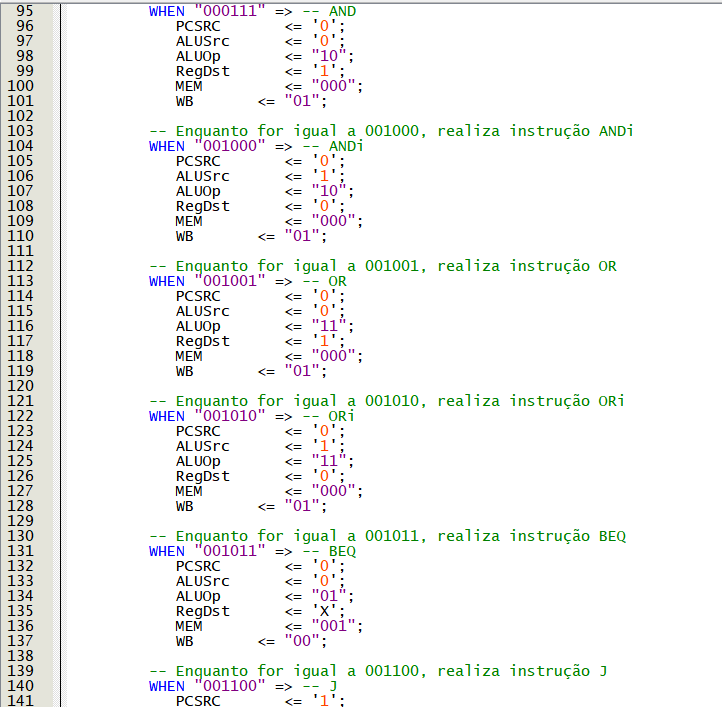 95 WHEN "000111" => -- AND
96 PCSRC <= '0';
97 ALUSrc <= '0';
98 ALUOp <= "10";
99 RegDst <= '1';
100 MEM <= "000";
101 WB <= "01";
102
103 -- Enquanto for igual a 001000, realiza instrução ANDi
104 WHEN "001000" => -- ANDi
105 PCSRC <= '0';
106 ALUSrc <= '1';
107 ALUOp <= "10";
108 RegDst <= '0';
109 MEM <= "000";
110 WB <= "01";
111
112 -- Enquanto for igual a 001001, realiza instrução OR
113 WHEN "001001" => -- OR
114 PCSRC <= '0';
115 ALUSrc <= '0';
116 ALUOp <= "11";
117 RegDst <= '1';
118 MEM <= "000";
119 WB <= "01";
120
121 -- Enquanto for igual a 001010, realiza instrução ORi
122 WHEN "001010" => -- ORi
123 PCSRC <= '0';
124 ALUSrc <= '1';
125 ALUOp <= "11";
126 RegDst <= '0';
127 MEM <= "000";
128 WB <= "01";
129
130 -- Enquanto for igual a 001011, realiza instrução BEQ
131 WHEN "001011" => -- BEQ
132 PCSRC <= '0';
133 ALUSrc <= '0';
134 ALUOp <= "01";
135 RegDst <= 'X';
136 MEM <= "001";
137 WB <= "00";
138
139 -- Enquanto for igual a 001100, realiza instrução J
140 WHEN "001100" => -- J
141 PCSRC <= '1';